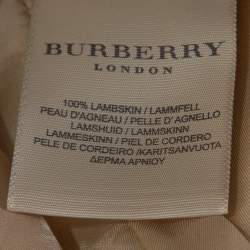 BURBERRY
LONDON
100% LAMBSKIN / LAMMFELL
PEAU D'AGNEAU / PELLE D'AGNELLO
LAMSHUID / LAMMSKINN
LAMMESKINN / PIEL DE CORDERO
PELE DE CORDEIRO /KARITSANVUOTA
ΔΕΡΜΑ ΑΡΝΙΟΥ